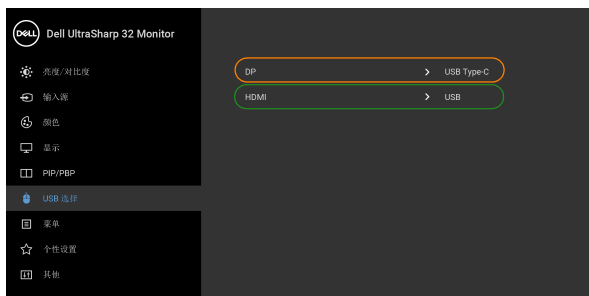 DELL
Dell UltraSharp 32 Monitor
亮度/对比度
输入源
颜色
显示
PIP/PBP
USB 选择
菜单
个性设置
其他
DP USB Type-C
HDMI USB